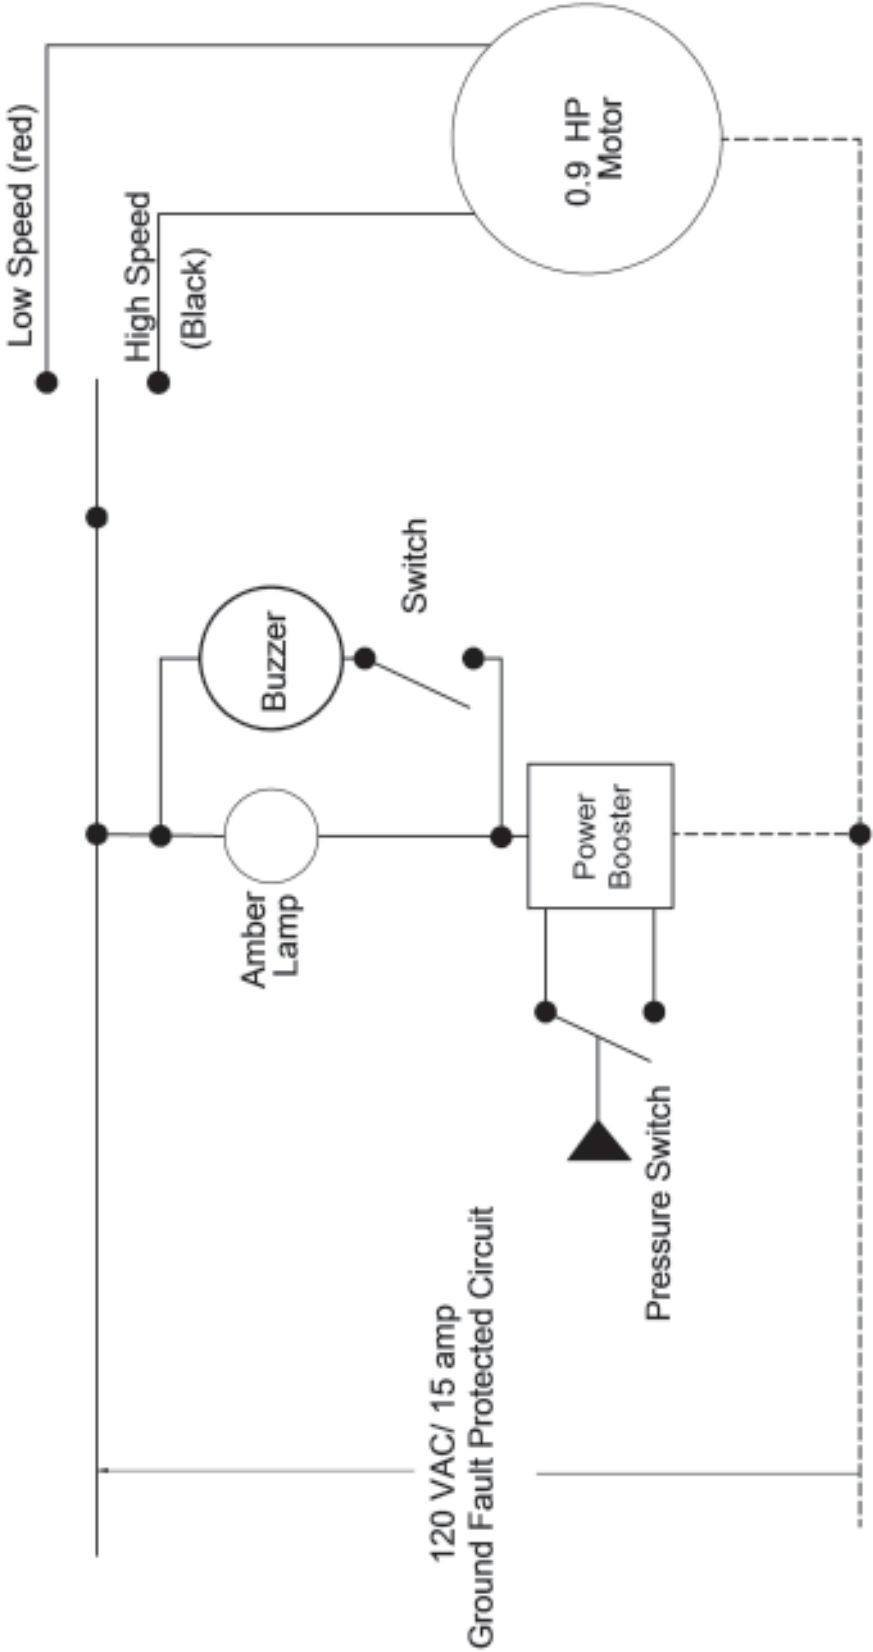 120 VAC/ 15 amp
Ground Fault Protected Circuit
Pressure Switch
Amber
Lamp
Power
Booster
Buzzer
Switch
Low Speed (red)
High Speed
(Black)
0.9 HP
Motor